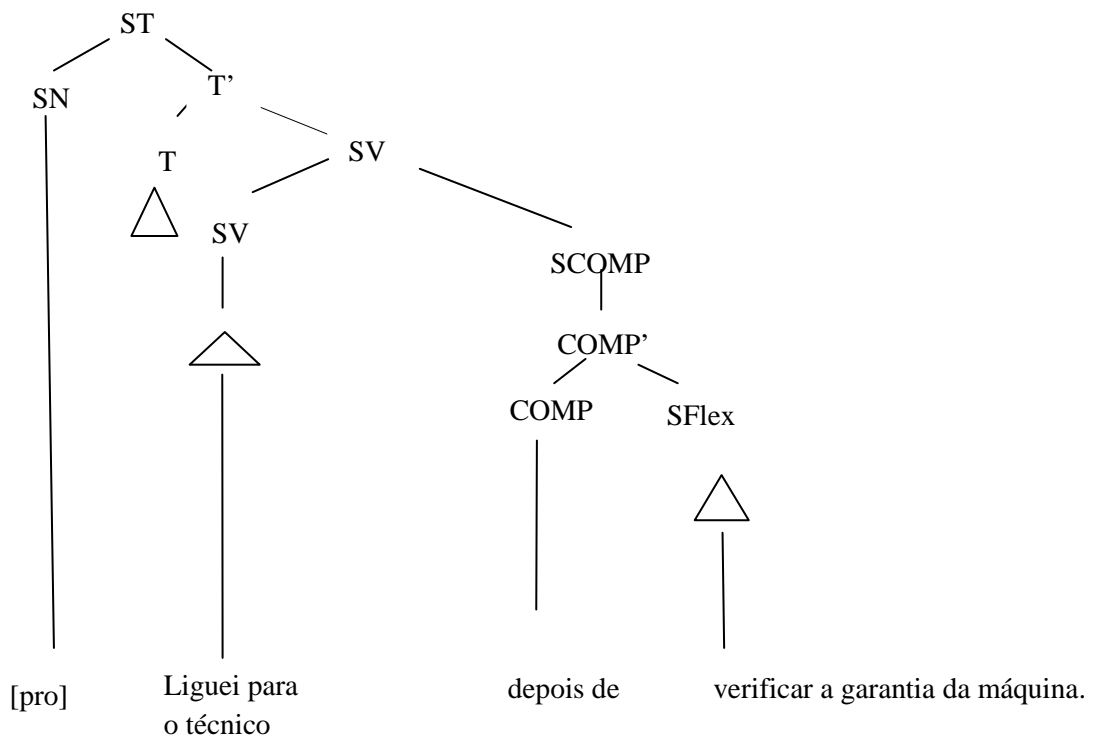 ST
SN
T’
T
SV
SV
SCOMP
COMP’
COMP
SFlex
[pro]
Liguei para
o técnico
depois de
verificar a garantia da máquina.